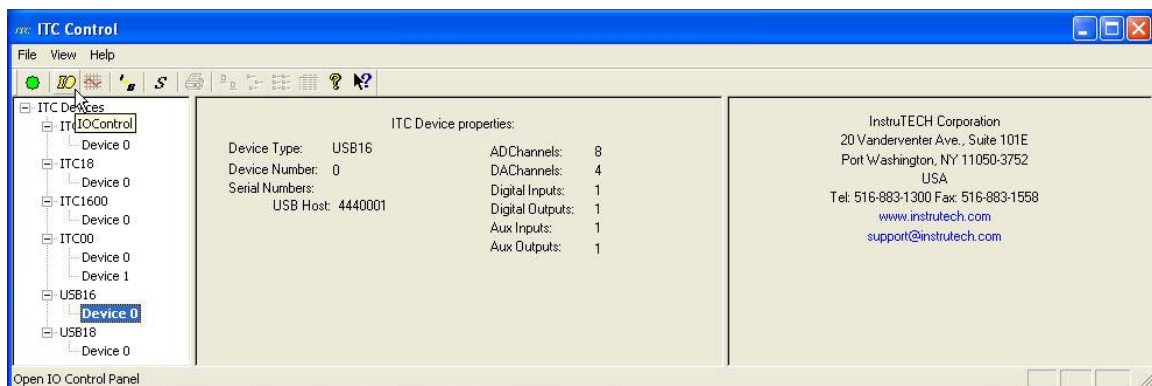 ITC Control
File View Help
IO S ? ?
ITC Devices
IOControl
Device 0
ITC18
Device 0
ITC1600
Device 0
ITC00
Device 0
Device 1
USB16
Device 0
USB18
Device 0
ITC Device properties:
Device Type: USB16
Device Number: 0
Serial Numbers:
USB Host: 4440001
ADChannels: 8
DAChannels: 4
Digital Inputs: 1
Digital Outputs: 1
Aux Inputs: 1
Aux Outputs: 1
InstruTECH Corporation
20 Vanderventer Ave., Suite 101E
Port Washington, NY 11050-3752
USA
Tel: 516-883-1300 Fax: 516-883-1558
www.instrutech.com
support@instrutech.com
Open IO Control Panel